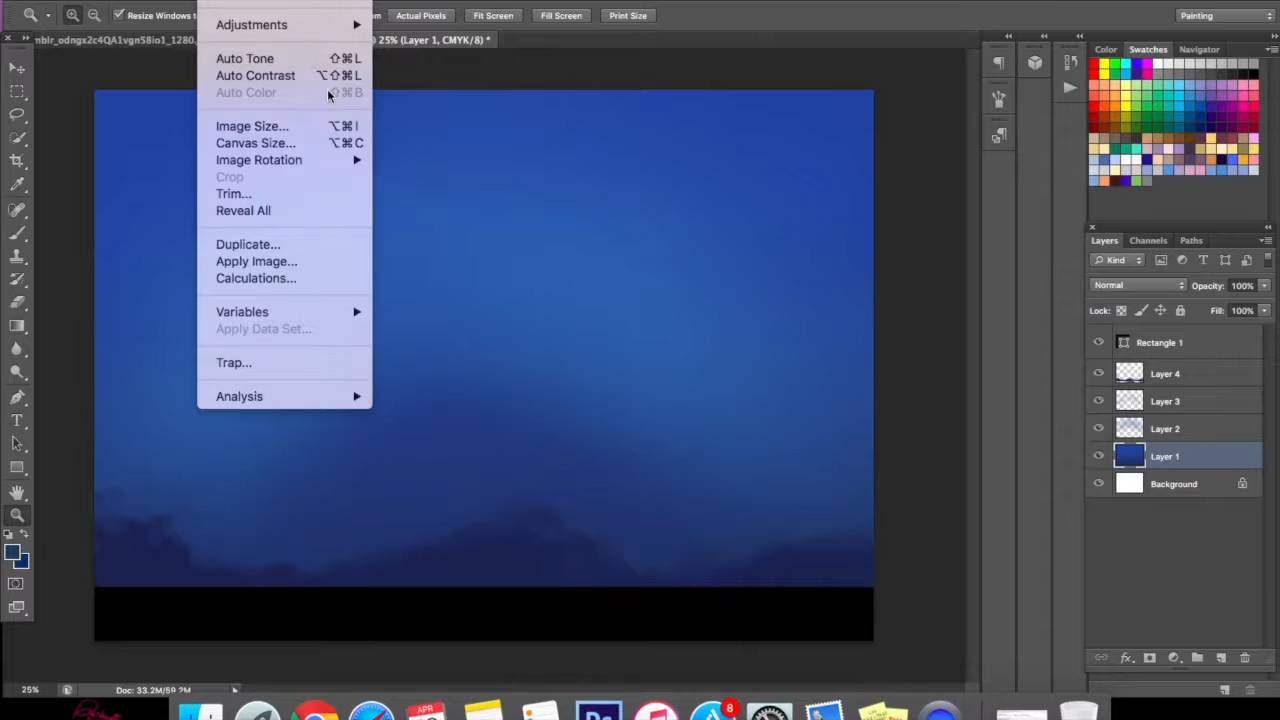 Resize Windows t
Actual Pixels
Fit Screen
Fill Screen
Print Size
Painting
mblr_odngx2c4QA1vgn58io1_1280.
25% (Layer 1, CMYK/8) *
Adjustments
Auto Tone ⇧⌘L
Auto Contrast ⌥⇧⌘L
Auto Color ⇧⌘B
Image Size... ⌥⌘I
Canvas Size... ⌥⌘C
Image Rotation
Crop
Trim...
Reveal All
Duplicate...
Apply Image...
Calculations...
Variables
Apply Data Set...
Trap...
Analysis
Color Swatches Navigator
Layers Channels Paths
Kind
Normal Opacity: 100%
Lock: Fill: 100%
Rectangle 1
Layer 4
Layer 3
Layer 2
Layer 1
Background
25% Doc: 33.2M/59.2M
APR
Ps
8